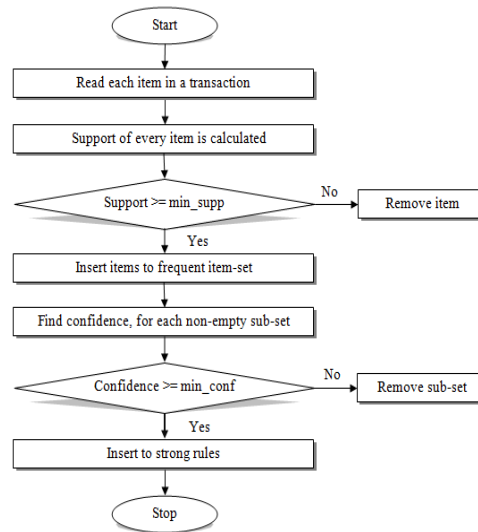 Start
Read each item in a transaction
Support of every item is calculated
Support >= min_supp
No
Remove item
Yes
Insert items to frequent item-set
Find confidence, for each non-empty sub-set
Confidence >= min_conf
No
Remove sub-set
Yes
Insert to strong rules
Stop